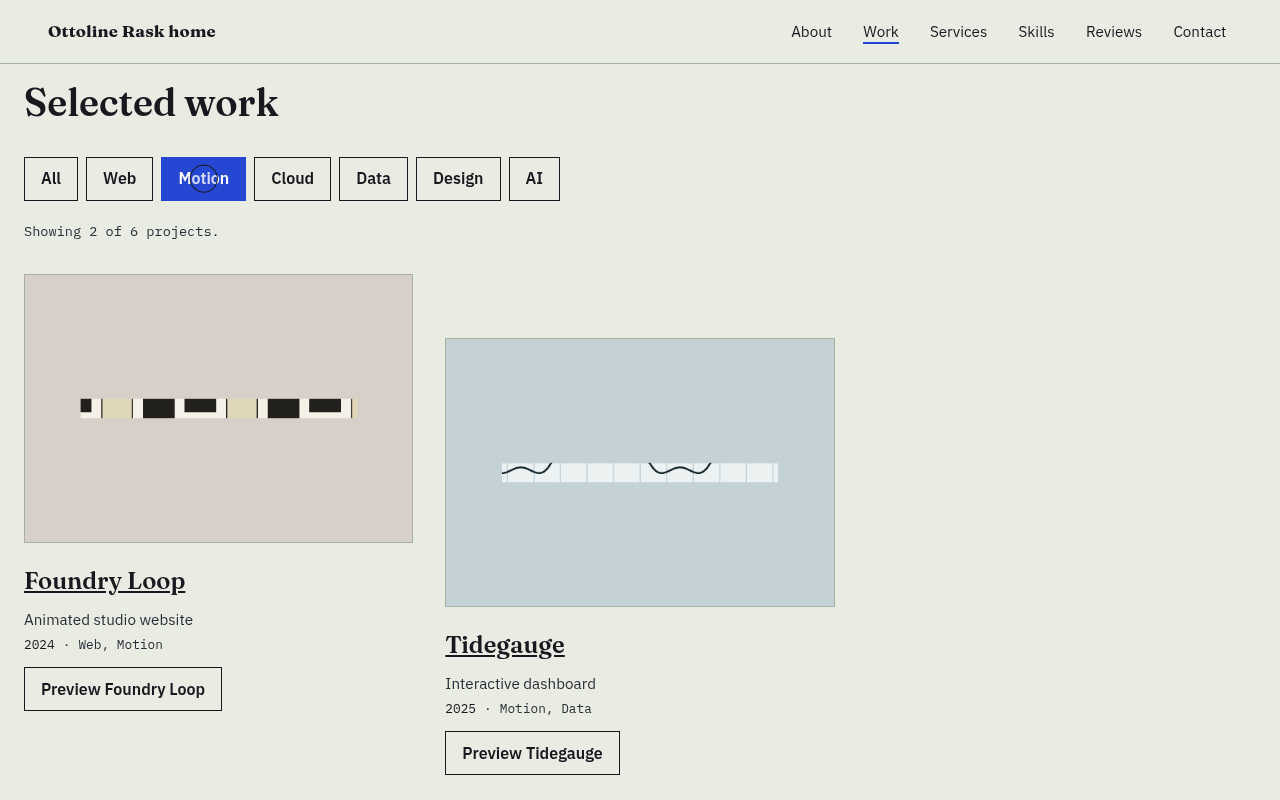 Ottoline Rask home
About Work Services Skills Reviews Contact
Selected work
All Web Motion Cloud Data Design AI
Showing 2 of 6 projects.
Foundry Loop
Animated studio website
2024 · Web, Motion
Preview Foundry Loop
Tidegauge
Interactive dashboard
2025 · Motion, Data
Preview Tidegauge